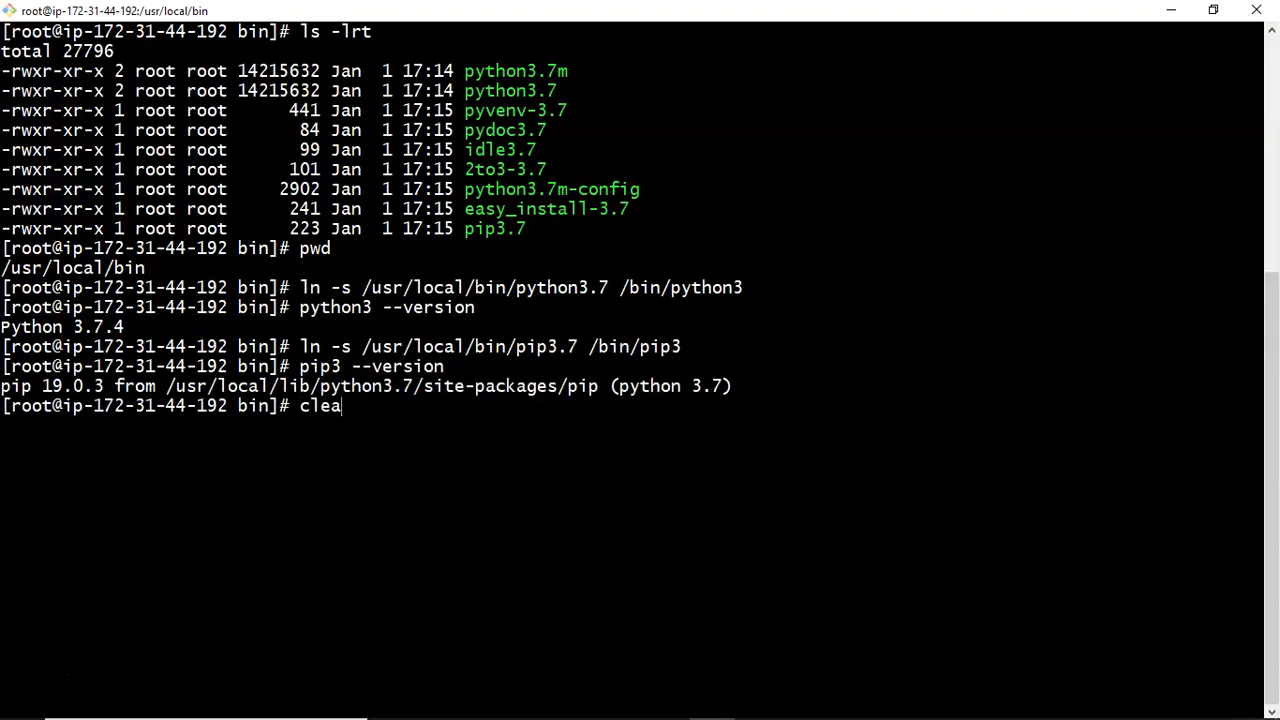 root@ip-172-31-44-192:/usr/local/bin
[root@ip-172-31-44-192 bin]# ls -lrt
total 27796
-rwxr-xr-x 2 root root 14215632 Jan  1 17:14 python3.7m
-rwxr-xr-x 2 root root 14215632 Jan  1 17:14 python3.7
-rwxr-xr-x 1 root root      441 Jan  1 17:15 pyvenv-3.7
-rwxr-xr-x 1 root root       84 Jan  1 17:15 pydoc3.7
-rwxr-xr-x 1 root root       99 Jan  1 17:15 idle3.7
-rwxr-xr-x 1 root root      101 Jan  1 17:15 2to3-3.7
-rwxr-xr-x 1 root root     2902 Jan  1 17:15 python3.7m-config
-rwxr-xr-x 1 root root      241 Jan  1 17:15 easy_install-3.7
-rwxr-xr-x 1 root root      223 Jan  1 17:15 pip3.7
[root@ip-172-31-44-192 bin]# pwd
/usr/local/bin
[root@ip-172-31-44-192 bin]# ln -s /usr/local/bin/python3.7 /bin/python3
[root@ip-172-31-44-192 bin]# python3 --version
Python 3.7.4
[root@ip-172-31-44-192 bin]# ln -s /usr/local/bin/pip3.7 /bin/pip3
[root@ip-172-31-44-192 bin]# pip3 --version
pip 19.0.3 from /usr/local/lib/python3.7/site-packages/pip (python 3.7)
[root@ip-172-31-44-192 bin]# clea